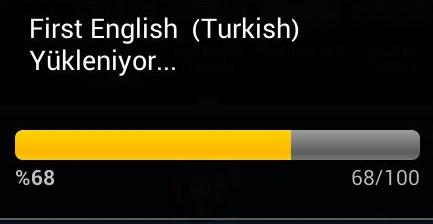 First English (Turkish)
Yükleniyor...
%68 68/100